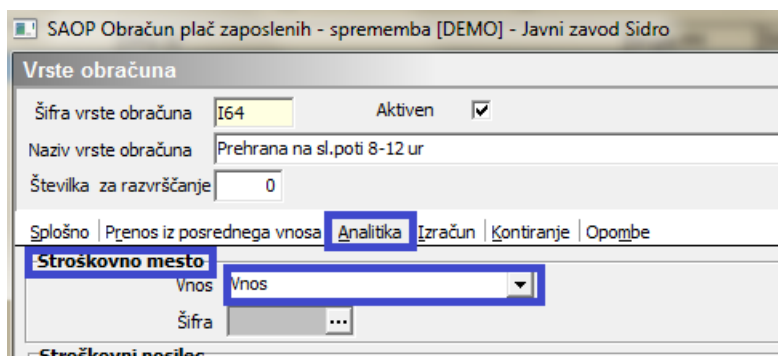 SAOP Obračun plač zaposlenih - sprememba [DEMO] - Javni zavod Sidro
Vrste obračuna
Šifra vrste obračuna I64 Aktiven
Naziv vrste obračuna Prehrana na sl.poti 8-12 ur
Številka za razvrščanje 0
Splošno Prenos iz posrednega vnosa Analitika Izračun Kontiranje Opombe
Stroškovno mesto
Vnos Vnos
Šifra ...
Stroškovni nosilec